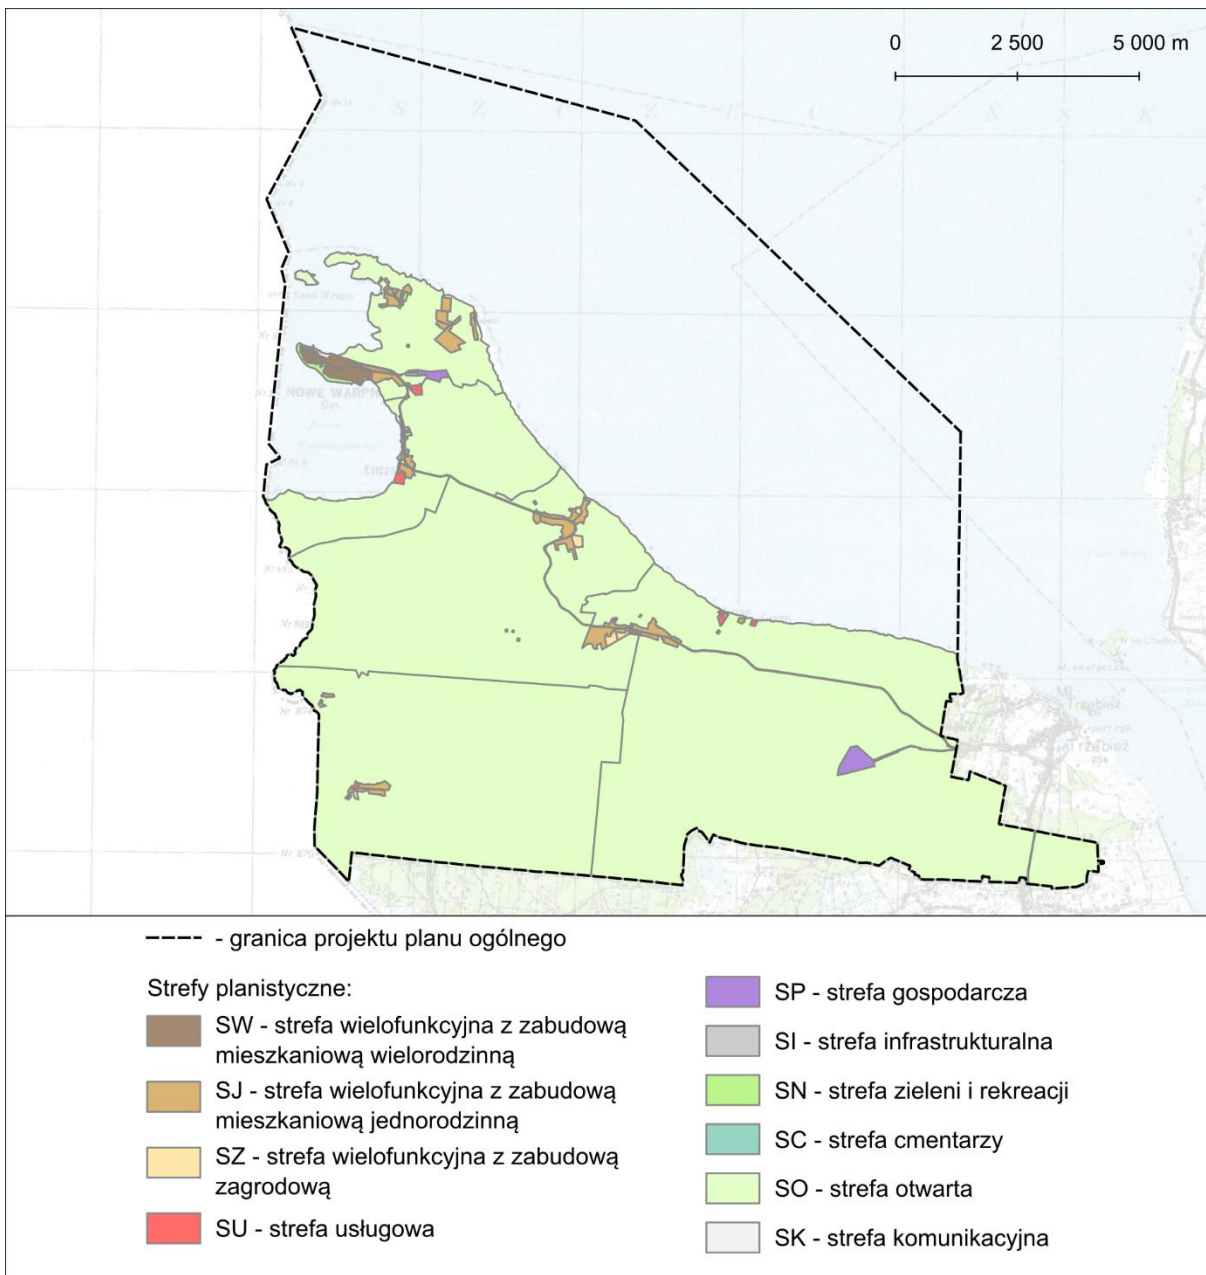 0 2 500 5 000 m
S Z C Z E C I Ń S K
NOWE WARPN
Gm.
Trzebież
- granica projektu planu ogólnego
Strefy planistyczne:
SW - strefa wielofunkcyjna z zabudową
mieszkaniową wielorodzinną
SJ - strefa wielofunkcyjna z zabudową
mieszkaniową jednorodzinną
SZ - strefa wielofunkcyjna z zabudową
zagrodową
SU - strefa usługowa
SP - strefa gospodarcza
SI - strefa infrastrukturalna
SN - strefa zieleni i rekreacji
SC - strefa cmentarzy
SO - strefa otwarta
SK - strefa komunikacyjna